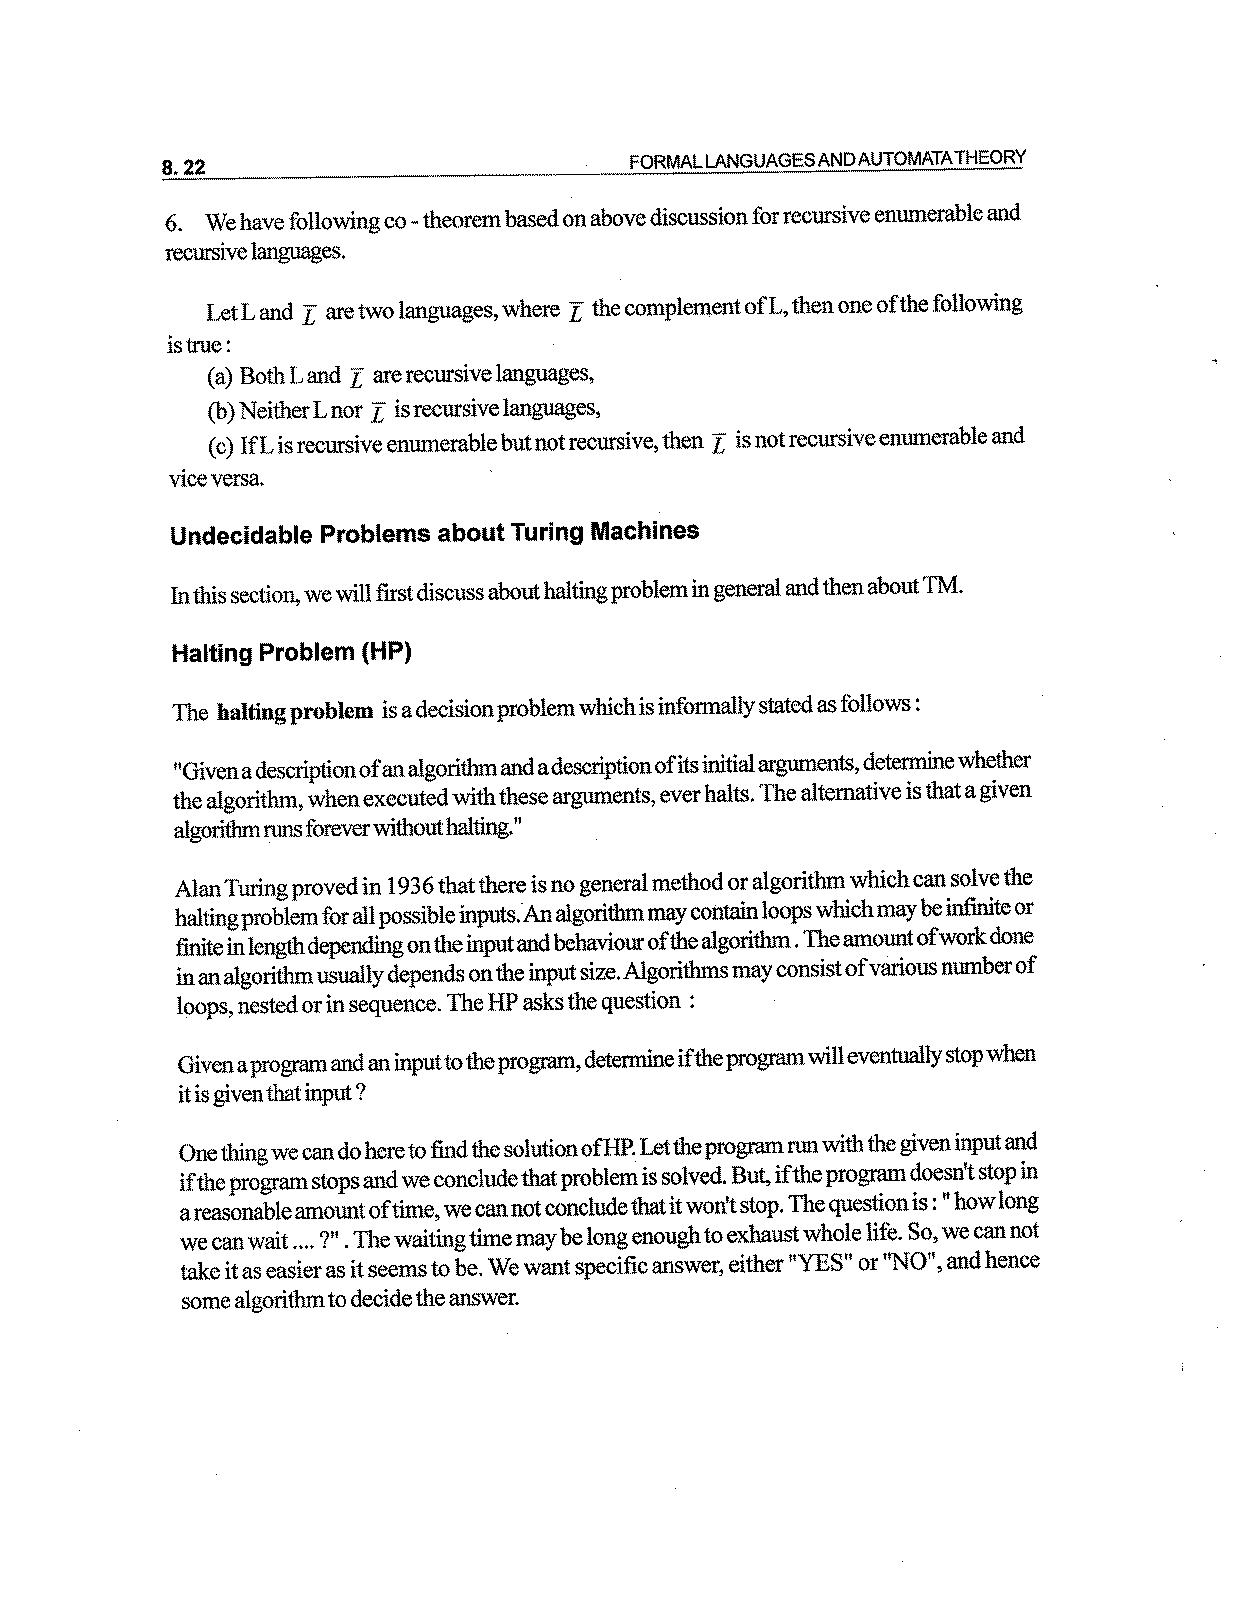 8. 22 FORMAL LANGUAGES AND AUTOMATA THEORY
6. We have following co - theorem based on above discussion for recursive enumerable and
recursive languages.
Let L and L̅ are two languages, where L̅ the complement of L, then one of the following
is true :
(a) Both L and L̅ are recursive languages,
(b) Neither L nor L̅ is recursive languages,
(c) If L is recursive enumerable but not recursive, then L̅ is not recursive enumerable and
vice versa.
Undecidable Problems about Turing Machines
In this section, we will first discuss about halting problem in general and then about TM.
Halting Problem (HP)
The halting problem is a decision problem which is informally stated as follows :
"Given a description of an algorithm and a description of its initial arguments, determine whether
the algorithm, when executed with these arguments, ever halts. The alternative is that a given
algorithm runs forever without halting."
Alan Turing proved in 1936 that there is no general method or algorithm which can solve the
halting problem for all possible inputs. An algorithm may contain loops which may be infinite or
finite in length depending on the input and behaviour of the algorithm . The amount of work done
in an algorithm usually depends on the input size. Algorithms may consist of various number of
loops, nested or in sequence. The HP asks the question :
Given a program and an input to the program, determine if the program will eventually stop when
it is given that input ?
One thing we can do here to find the solution of HP. Let the program run with the given input and
if the program stops and we conclude that problem is solved. But, if the program doesn't stop in
a reasonable amount of time, we can not conclude that it won't stop. The question is : " how long
we can wait .... ?" . The waiting time may be long enough to exhaust whole life. So, we can not
take it as easier as it seems to be. We want specific answer, either "YES" or "NO", and hence
some algorithm to decide the answer.